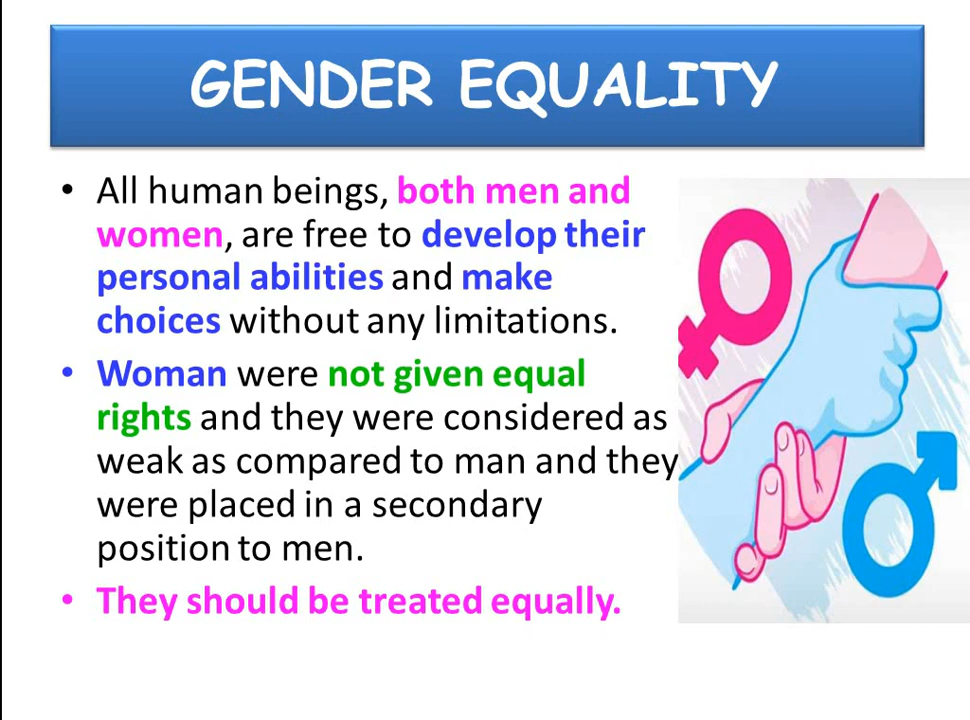 GENDER EQUALITY
• All human beings, both men and
women, are free to develop their
personal abilities and make
choices without any limitations.
• Woman were not given equal
rights and they were considered as
weak as compared to man and they
were placed in a secondary
position to men.
• They should be treated equally.